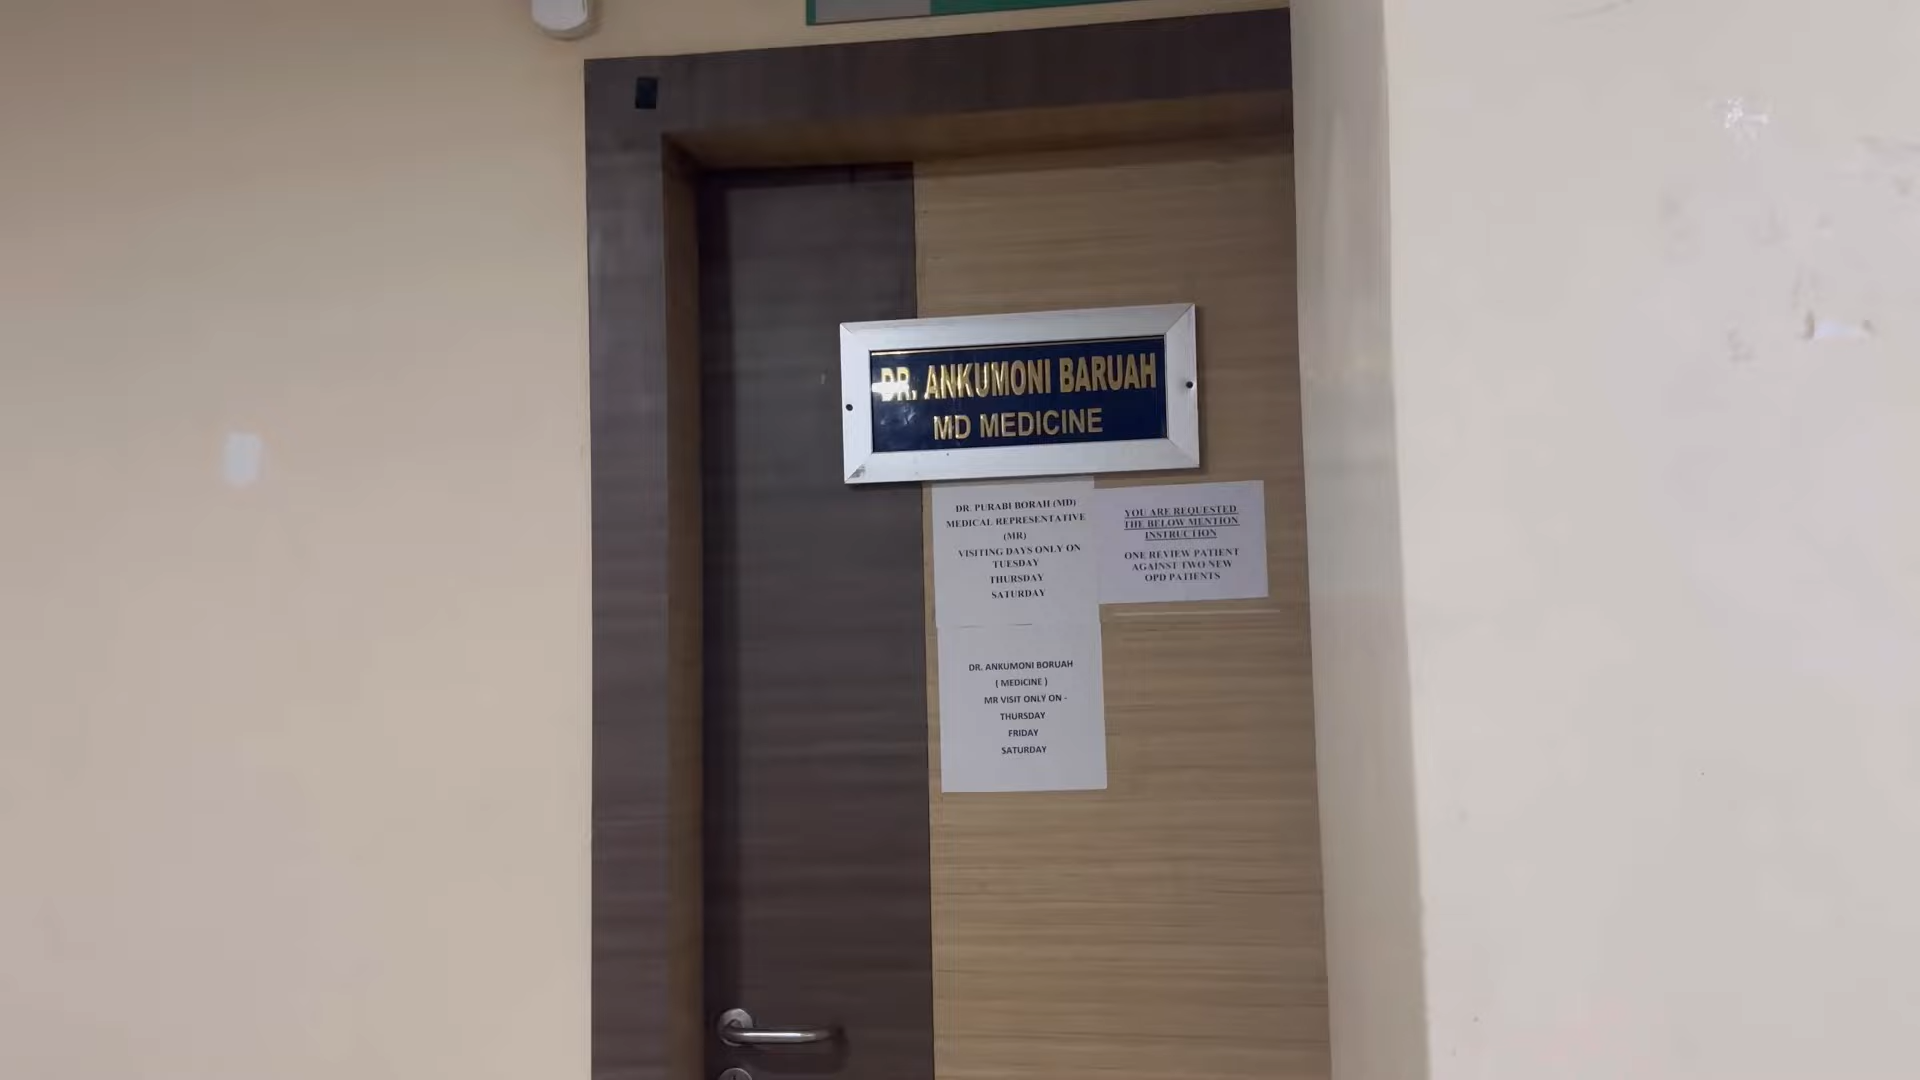 DR. ANKUMONI BARUAH
MD MEDICINE
DR. PURABI BORAH (MD)
MEDICAL REPRESENTATIVE
(MR)
VISITING DAYS ONLY ON
TUESDAY
THURSDAY
SATURDAY
YOU ARE REQUESTED
THE BELOW MENTION
INSTRUCTION
ONE REVIEW PATIENT
AGAINST TWO NEW
OPD PATIENTS
DR. ANKUMONI BORUAH
( MEDICINE )
MR VISIT ONLY ON -
THURSDAY
FRIDAY
SATURDAY